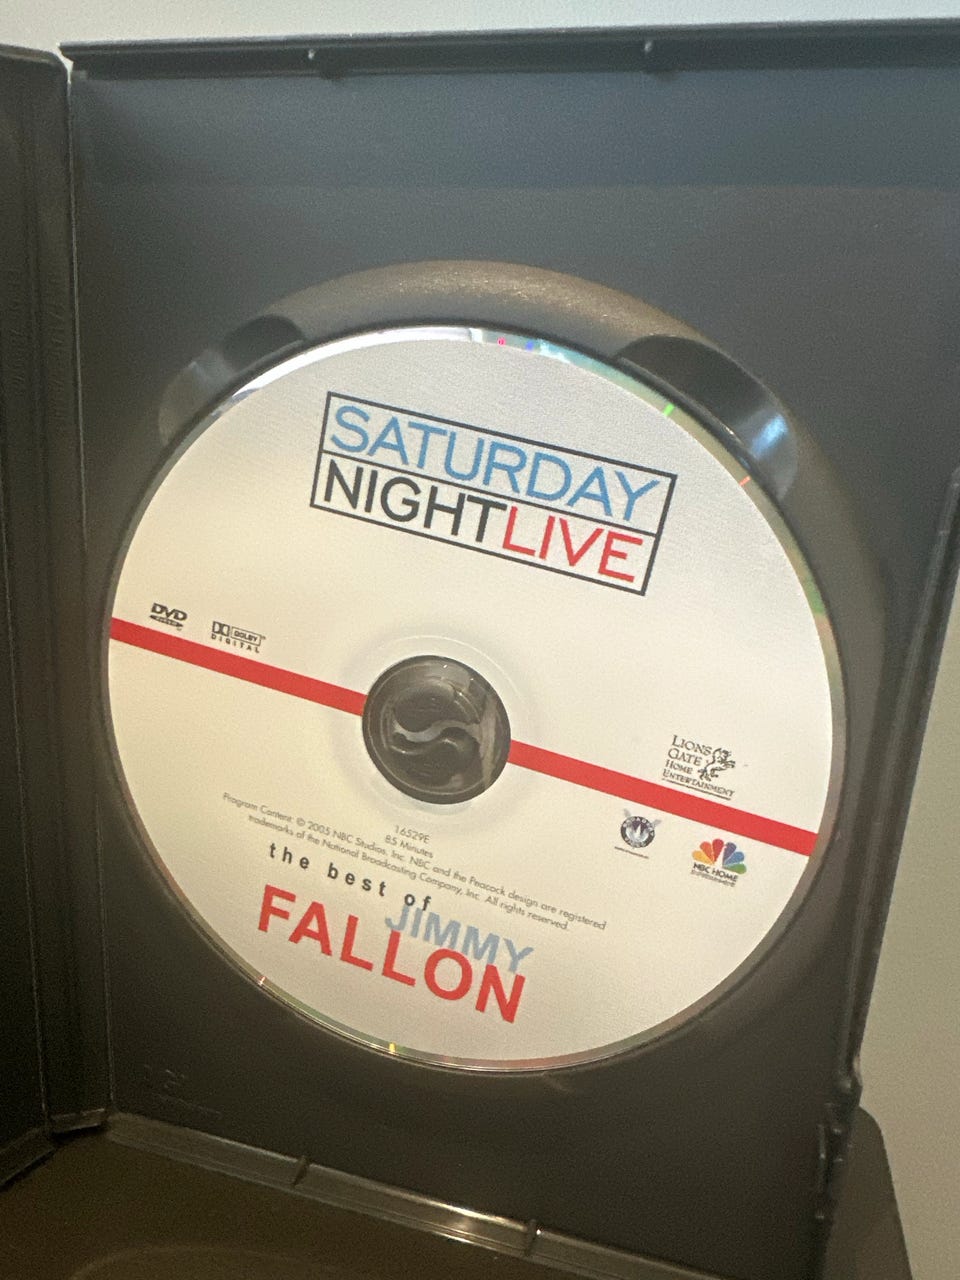 SATURDAY
NIGHTLIVE
DVD
VIDEO
DOLBY
DIGITAL
LIONS
GATE
HOME
ENTERTAINMENT
NBC HOME
16529E
85 Minutes
Program Content © 2005 NBC Studios, Inc. NBC and the Peacock design are registered
trademarks of the National Broadcasting Company, Inc. All rights reserved.
the best of
JIMMY
FALLON